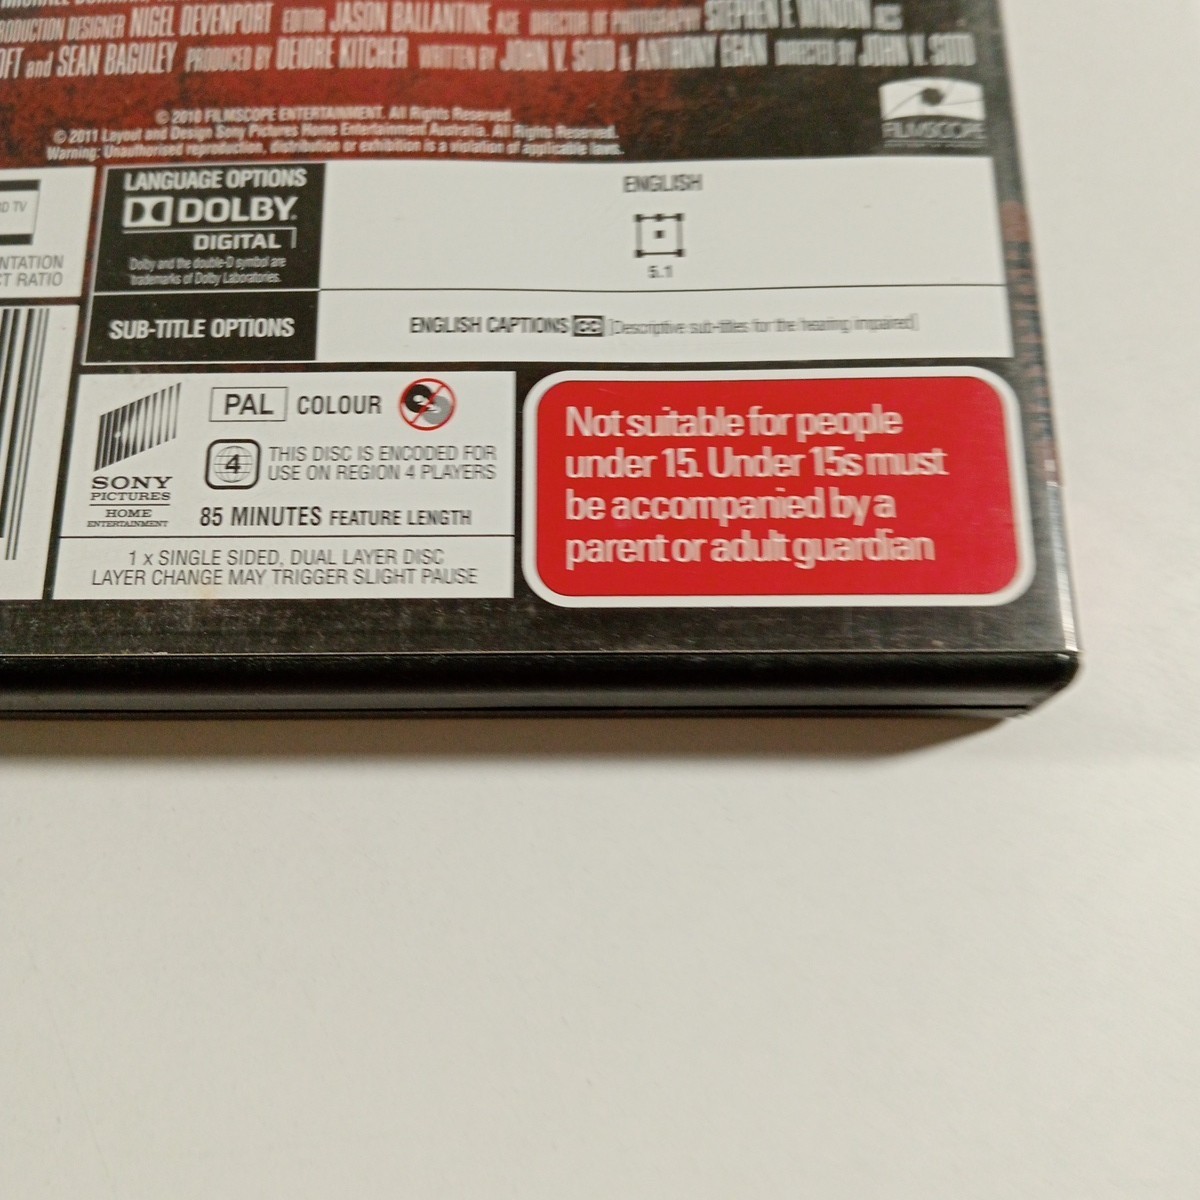 PRODUCTION DESIGNER NIGEL DEVENPORT EDITOR JASON BALLANTINE ASE DIRECTOR OF PHOTOGRAPHY STEPHEN F. WINDON ACS
and SEAN BAGULEY PRODUCED BY DEIDRE KITCHER WRITTEN BY JOHN V. SOTO & ANTHONY EGAN DIRECTED BY JOHN V. SOTO
© 2010 FILMSCOPE ENTERTAINMENT. All Rights Reserved.
© 2011 Layout and Design Sony Pictures Home Entertainment Australia. All Rights Reserved.
Warning: Unauthorised reproduction, distribution or exhibition is a violation of applicable laws.
FILMSCOPE
TV
RATIO
LANGUAGE OPTIONS
DOLBY
DIGITAL
Dolby and the double-D symbol are
trademarks of Dolby Laboratories.
ENGLISH
5.1
SUB-TITLE OPTIONS
ENGLISH CAPTIONS CC [Descriptive sub-titles for the hearing impaired]
SONY
PICTURES
HOME
ENTERTAINMENT
PAL COLOUR
4 THIS DISC IS ENCODED FOR
USE ON REGION 4 PLAYERS
85 MINUTES FEATURE LENGTH
1 x SINGLE SIDED, DUAL LAYER DISC
LAYER CHANGE MAY TRIGGER SLIGHT PAUSE
Not suitable for people
under 15. Under 15s must
be accompanied by a
parent or adult guardian